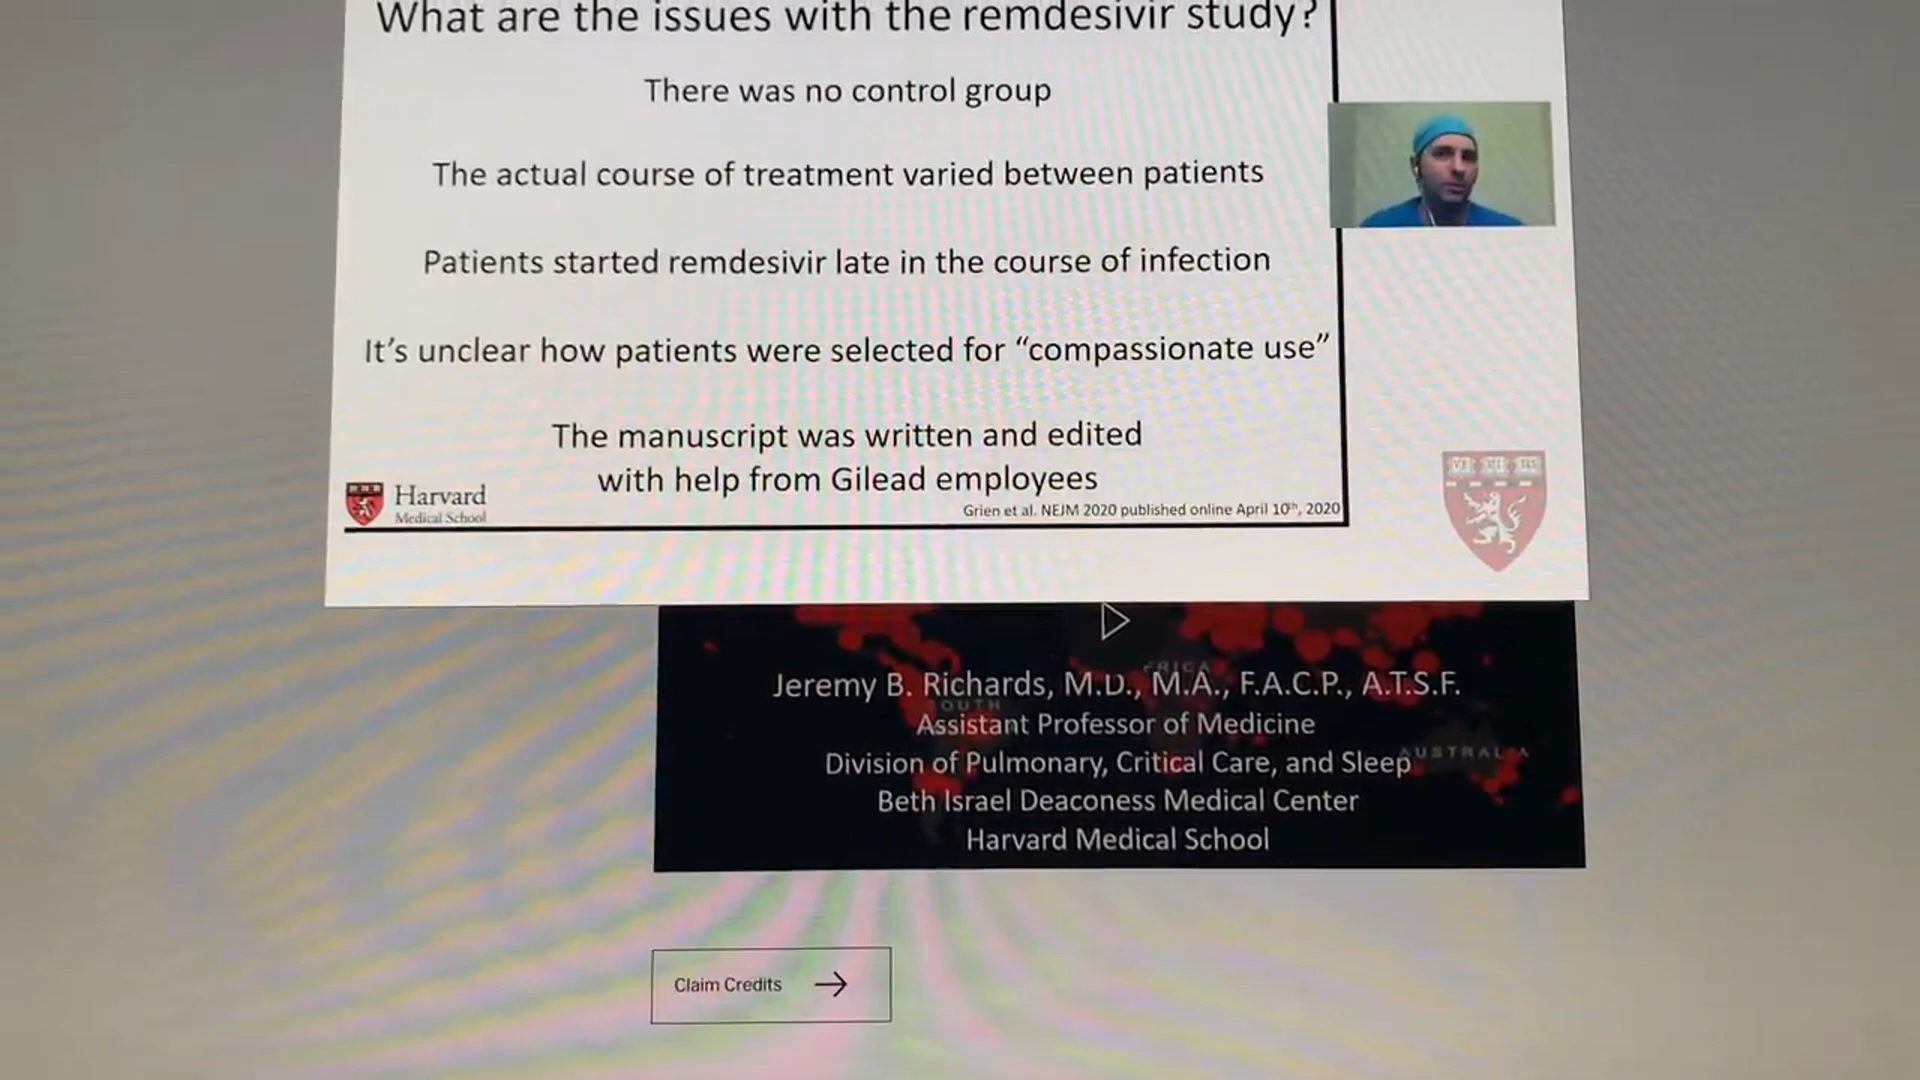 What are the issues with the remdesivir study?
There was no control group
The actual course of treatment varied between patients
Patients started remdesivir late in the course of infection
It's unclear how patients were selected for “compassionate use”
The manuscript was written and edited
with help from Gilead employees
Harvard
Medical School
Grien et al. NEJM 2020 published online April 10th, 2020
VE RI TAS
Jeremy B. Richards, M.D., M.A., F.A.C.P., A.T.S.F.
Assistant Professor of Medicine
Division of Pulmonary, Critical Care, and Sleep
AUSTRALIA
Beth Israel Deaconess Medical Center
Harvard Medical School
Claim Credits